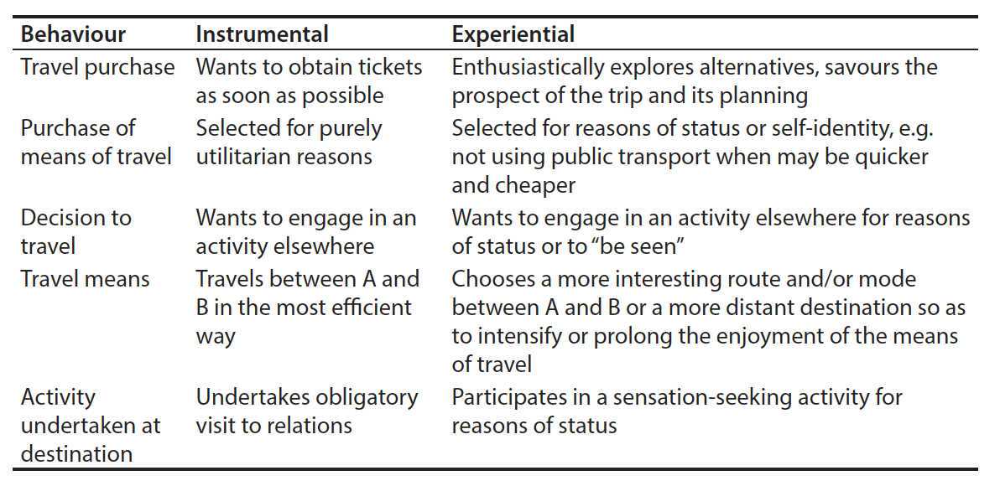 Behaviour Instrumental Experiential
Travel purchase Wants to obtain tickets Enthusiastically explores alternatives, savours the
as soon as possible prospect of the trip and its planning
Purchase of Selected for purely Selected for reasons of status or self-identity, e.g.
means of travel utilitarian reasons not using public transport when may be quicker
and cheaper
Decision to Wants to engage in an Wants to engage in an activity elsewhere for reasons
travel activity elsewhere of status or to “be seen”
Travel means Travels between A and Chooses a more interesting route and/or mode
B in the most efficient between A and B or a more distant destination so as
way to intensify or prolong the enjoyment of the means
of travel
Activity Undertakes obligatory Participates in a sensation-seeking activity for
undertaken at visit to relations reasons of status
destination